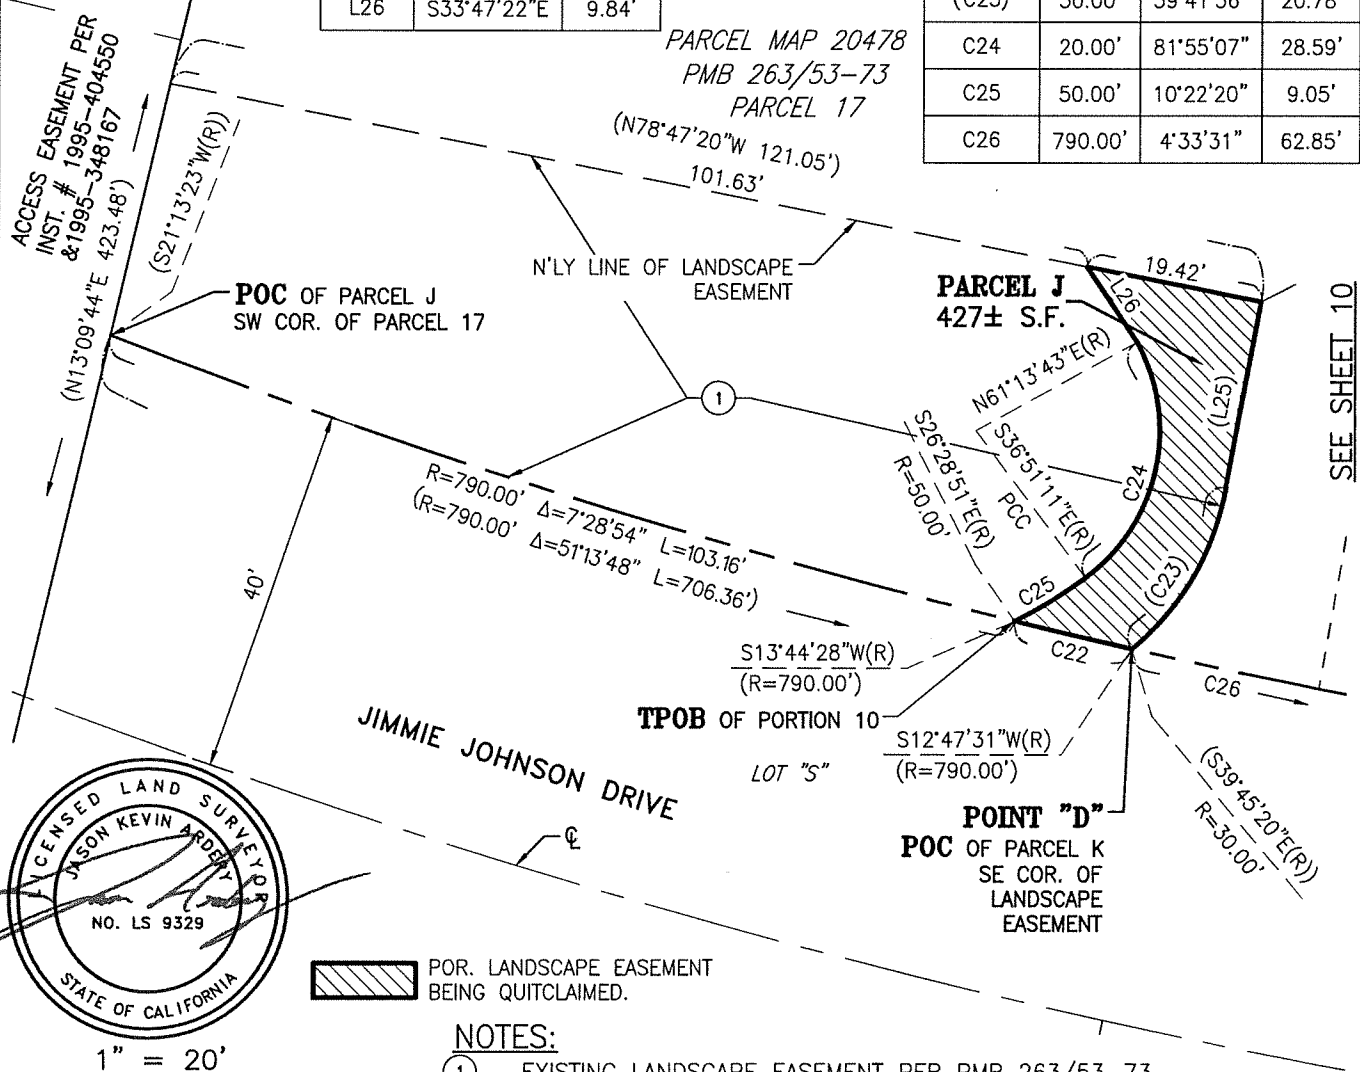 L26 S33°47'22"E 9.84'
(C23) 30.00' 39°41'36" 20.78'
C24 20.00' 81°55'07" 28.59'
C25 50.00' 10°22'20" 9.05'
C26 790.00' 4°33'31" 62.85'
PARCEL MAP 20478
PMB 263/53-73
PARCEL 17
ACCESS EASEMENT PER
INST. # 1995-404550
&1995-348167
(N13°09'44"E 423.48')
(S21°13'23"W(R))
(N78°47'20"W 121.05')
101.63'
N'LY LINE OF LANDSCAPE
EASEMENT
POC OF PARCEL J
SW COR. OF PARCEL 17
PARCEL J
427± S.F.
19.42'
L26
(L25)
SEE SHEET 10
N61°13'43"E(R)
1
S26°28'51"E(R)
R=50.00'
S36°51'11"E(R)
PCC
C24
R=790.00' Δ=7°28'54" L=103.16'
(R=790.00' Δ=51°13'48" L=706.36')
40'
C25
(C23)
C22
C26
S13°44'28"W(R)
(R=790.00')
TPOB OF PORTION 10
S12°47'31"W(R)
(R=790.00')
LOT "S"
JIMMIE JOHNSON DRIVE
℄
(S39°45'20"E(R))
R=30.00'
POINT "D"
POC OF PARCEL K
SE COR. OF
LANDSCAPE
EASEMENT
LICENSED LAND SURVEYOR
JASON KEVIN ARDERY
NO. LS 9329
STATE OF CALIFORNIA
1" = 20'
POR. LANDSCAPE EASEMENT
BEING QUITCLAIMED.
NOTES:
1 EXISTING LANDSCAPE EASEMENT PER PMB 263/53-73